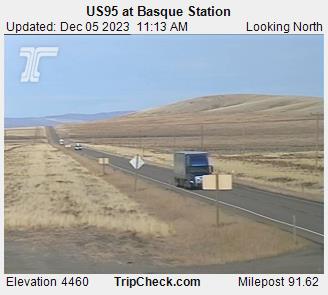 US95 at Basque Station
Updated: Dec 05 2023 11:13 AM Looking North
Elevation 4460 TripCheck.com Milepost 91.62